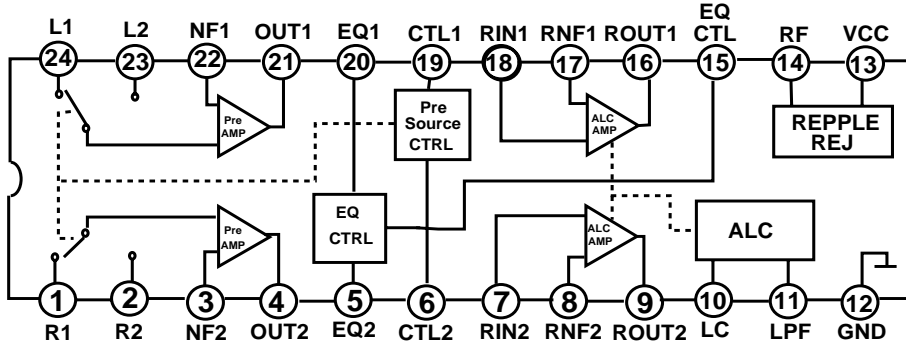 L1 L2 NF1 OUT1 EQ1 CTL1 RIN1 RNF1 ROUT1 EQ CTL RF VCC
24 23 22 21 20 19 18 17 16 15 14 13
Pre AMP
Pre Source CTRL
ALC AMP
REPPLE REJ
Pre AMP
EQ CTRL
ALC AMP
ALC
1 2 3 4 5 6 7 8 9 10 11 12
R1 R2 NF2 OUT2 EQ2 CTL2 RIN2 RNF2 ROUT2 LC LPF GND